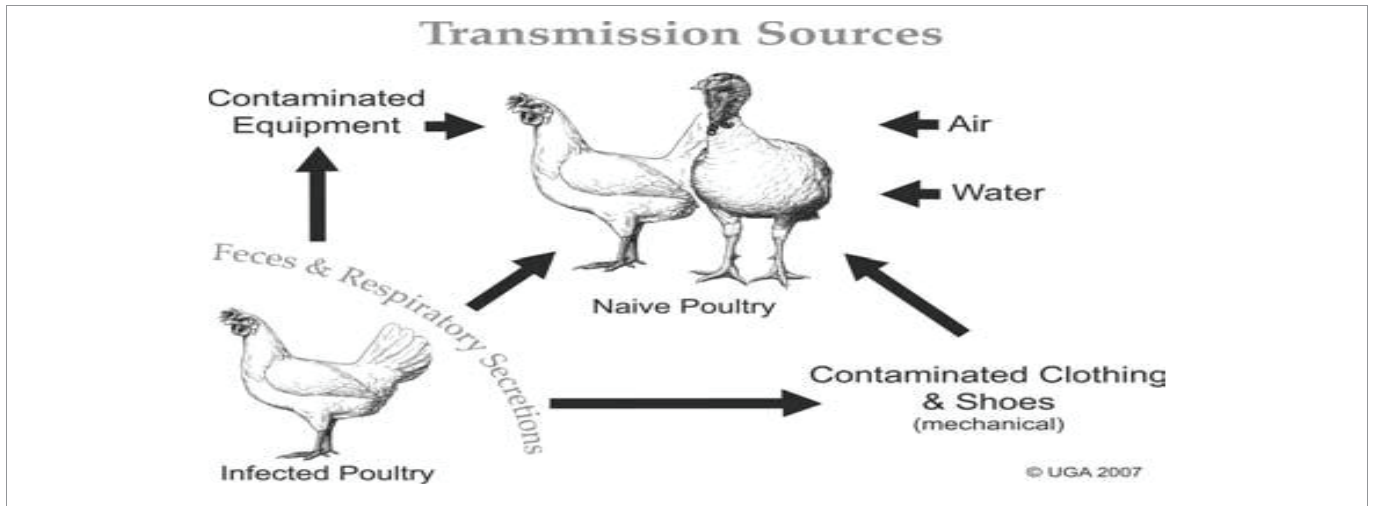 Transmission Sources
Contaminated
Equipment
Air
Water
Feces & Respiratory Secretions
Naive Poultry
Contaminated Clothing
& Shoes
(mechanical)
Infected Poultry
© UGA 2007